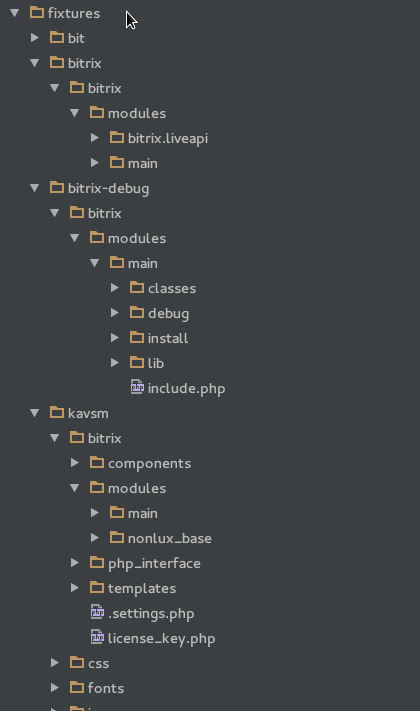 fixtures
bit
bitrix
bitrix
modules
bitrix.liveapi
main
bitrix-debug
bitrix
modules
main
classes
debug
install
lib
include.php
kavsm
bitrix
components
modules
main
nonlux_base
php_interface
templates
.settings.php
license_key.php
css
fonts